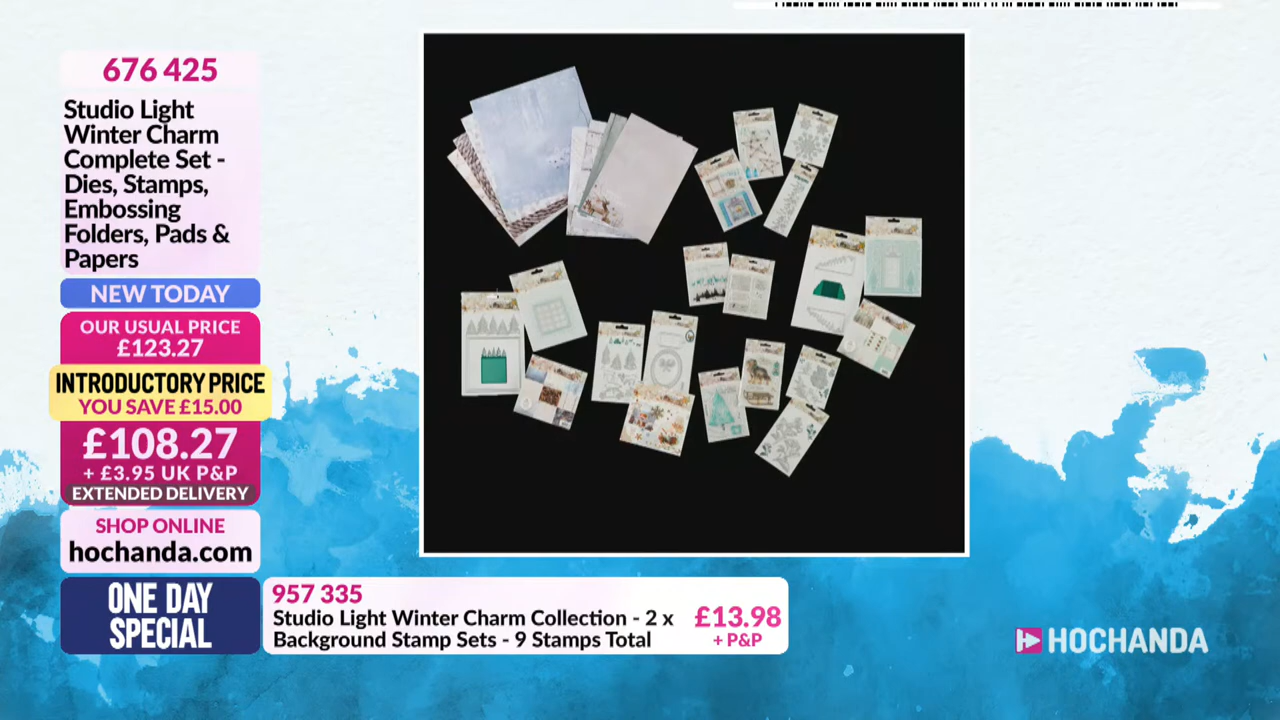 676 425
Studio Light
Winter Charm
Complete Set -
Dies, Stamps,
Embossing
Folders, Pads &
Papers
NEW TODAY
OUR USUAL PRICE
£123.27
INTRODUCTORY PRICE
YOU SAVE £15.00
£108.27
+ £3.95 UK P&P
EXTENDED DELIVERY
SHOP ONLINE
hochanda.com
ONE DAY
SPECIAL
957 335
Studio Light Winter Charm Collection - 2 x
Background Stamp Sets - 9 Stamps Total
£13.98
+ P&P
HOCHANDA